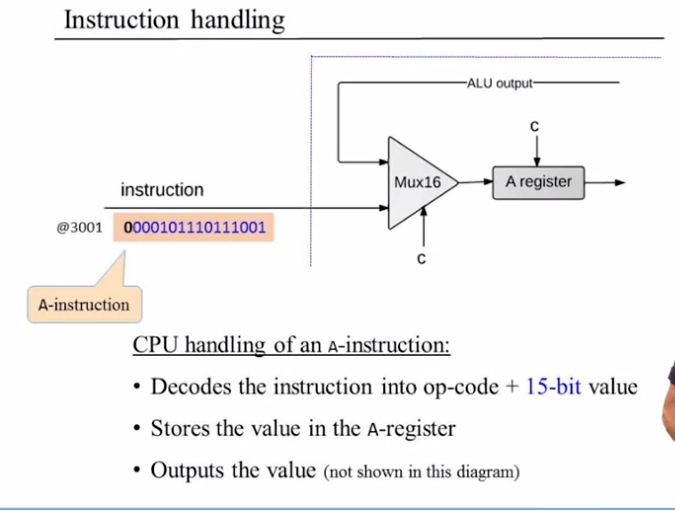 Instruction handling
ALU output
c
Mux16
A register
instruction
@3001 0000101110111001
c
A-instruction
CPU handling of an A-instruction:
• Decodes the instruction into op-code + 15-bit value
• Stores the value in the A-register
• Outputs the value (not shown in this diagram)